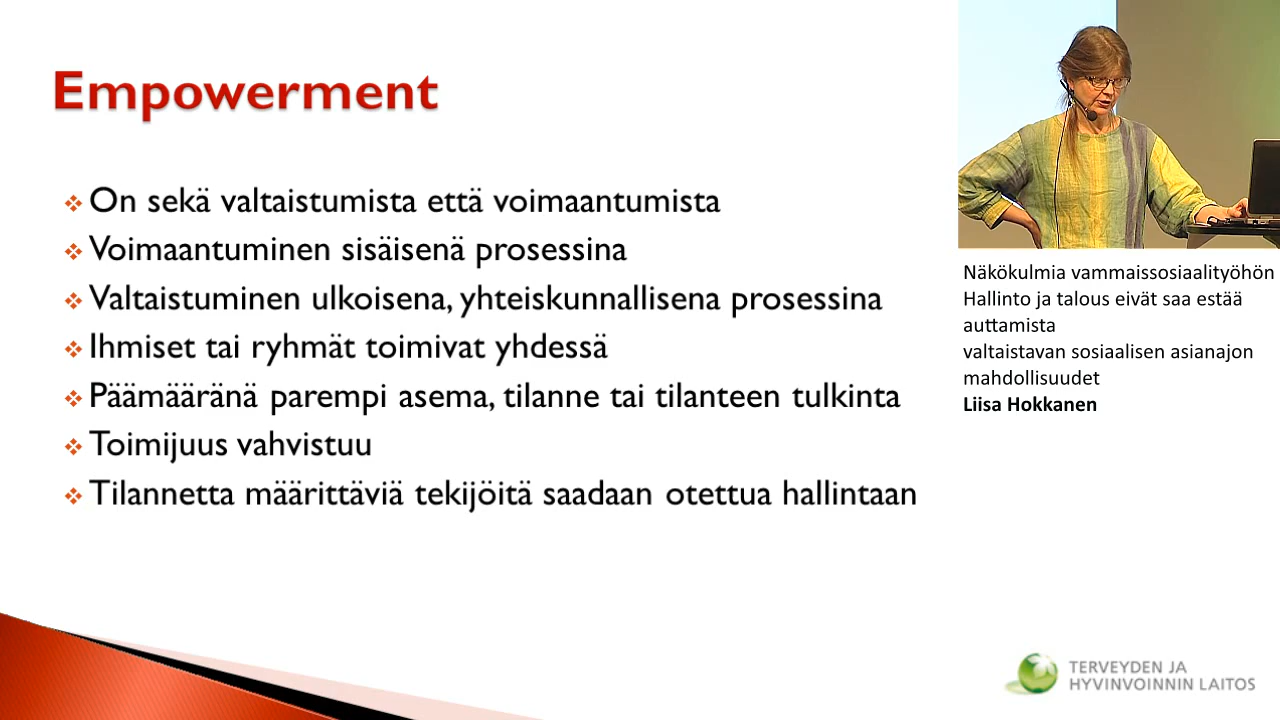 Empowerment
On sekä valtaistumista että voimaantumista
Voimaantuminen sisäisenä prosessina
Valtaistuminen ulkoisena, yhteiskunnallisena prosessina
Ihmiset tai ryhmät toimivat yhdessä
Päämääränä parempi asema, tilanne tai tilanteen tulkinta
Toimijuus vahvistuu
Tilannetta määrittäviä tekijöitä saadaan otettua hallintaan
Näkökulmia vammaissosiaalityöhön
Hallinto ja talous eivät saa estää
auttamista
valtaistavan sosiaalisen asianajon
mahdollisuudet
Liisa Hokkanen
TERVEYDEN JA
HYVINVOINNIN LAITOS